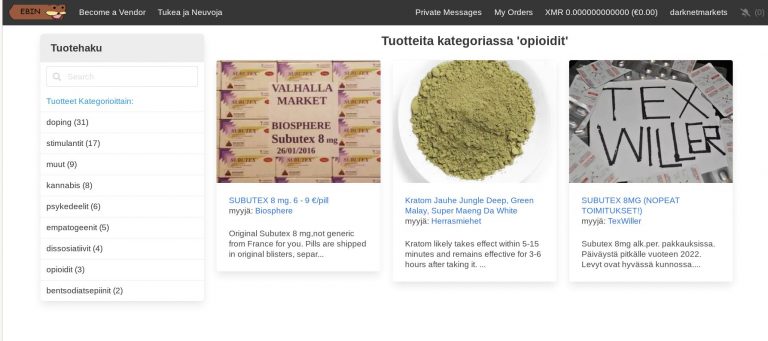 EBIN
Become a Vendor
Tukea ja Neuvoja
Private Messages
My Orders
XMR 0.000000000000 (€0.00)
darknetmarkets
(0)
Tuotehaku
Search
Tuotteet Kategorioittain:
doping (31)
stimulantit (17)
muut (9)
kannabis (8)
psykedeelit (6)
empatogeenit (5)
dissosiatiivit (4)
opioidit (3)
bentsodiatsepiinit (2)
Tuotteita kategoriassa 'opioidit'
VALHALLA
MARKET
BIOSPHERE
Subutex 8 mg
26/01/2016
SUBUTEX 8 mg. 6 - 9 €/pill
myyjä: Biosphere
Original Subutex 8 mg,not generic
from France for you. Pills are shipped
in original blisters, separ...
Kratom Jauhe Jungle Deep, Green
Malay, Super Maeng Da White
myyjä: Herrasmiehet
Kratom likely takes effect within 5-15
minutes and remains effective for 3-6
hours after taking it. ...
TEX
WILLER
SUBUTEX 8MG (NOPEAT
TOIMITUKSET!)
myyjä: TexWiller
Subutex 8mg alk.per. pakkauksissa,
Päiväystä pitkälle vuoteen 2022.
Levyt ovat hyvässä kunnossa....